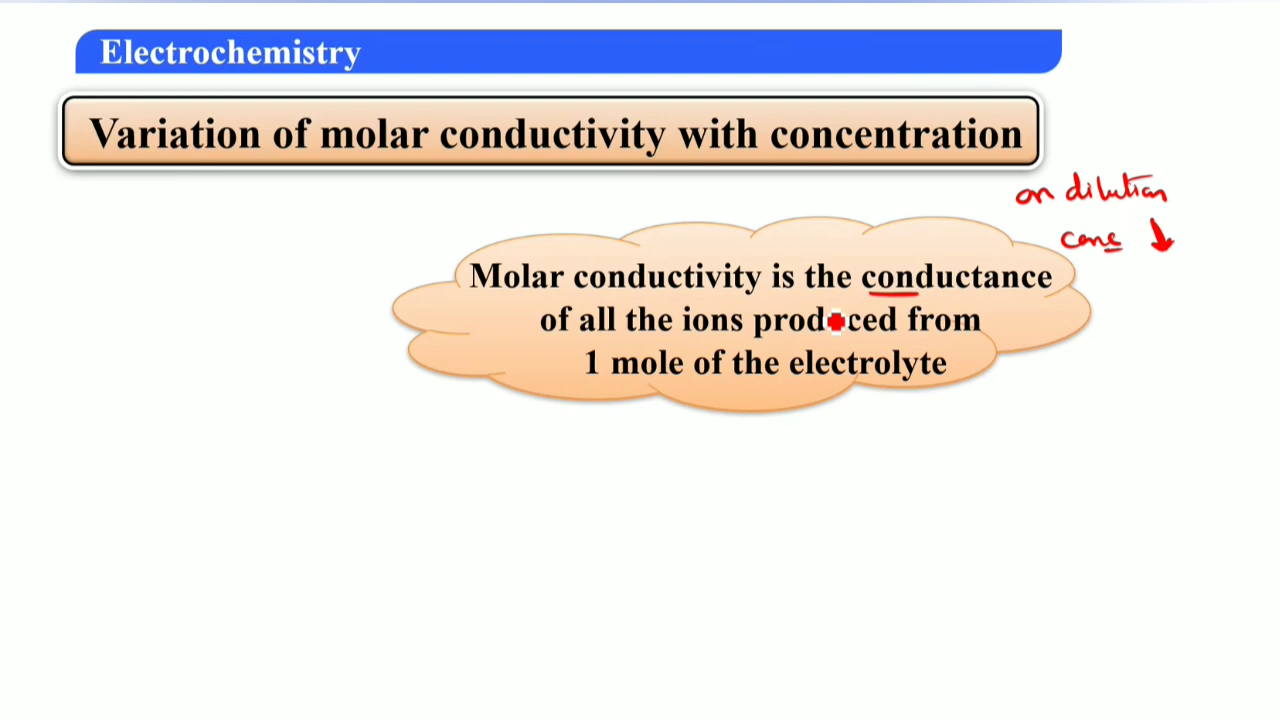 Electrochemistry
Variation of molar conductivity with concentration
on dilution
conc
Molar conductivity is the conductance
of all the ions produced from
1 mole of the electrolyte